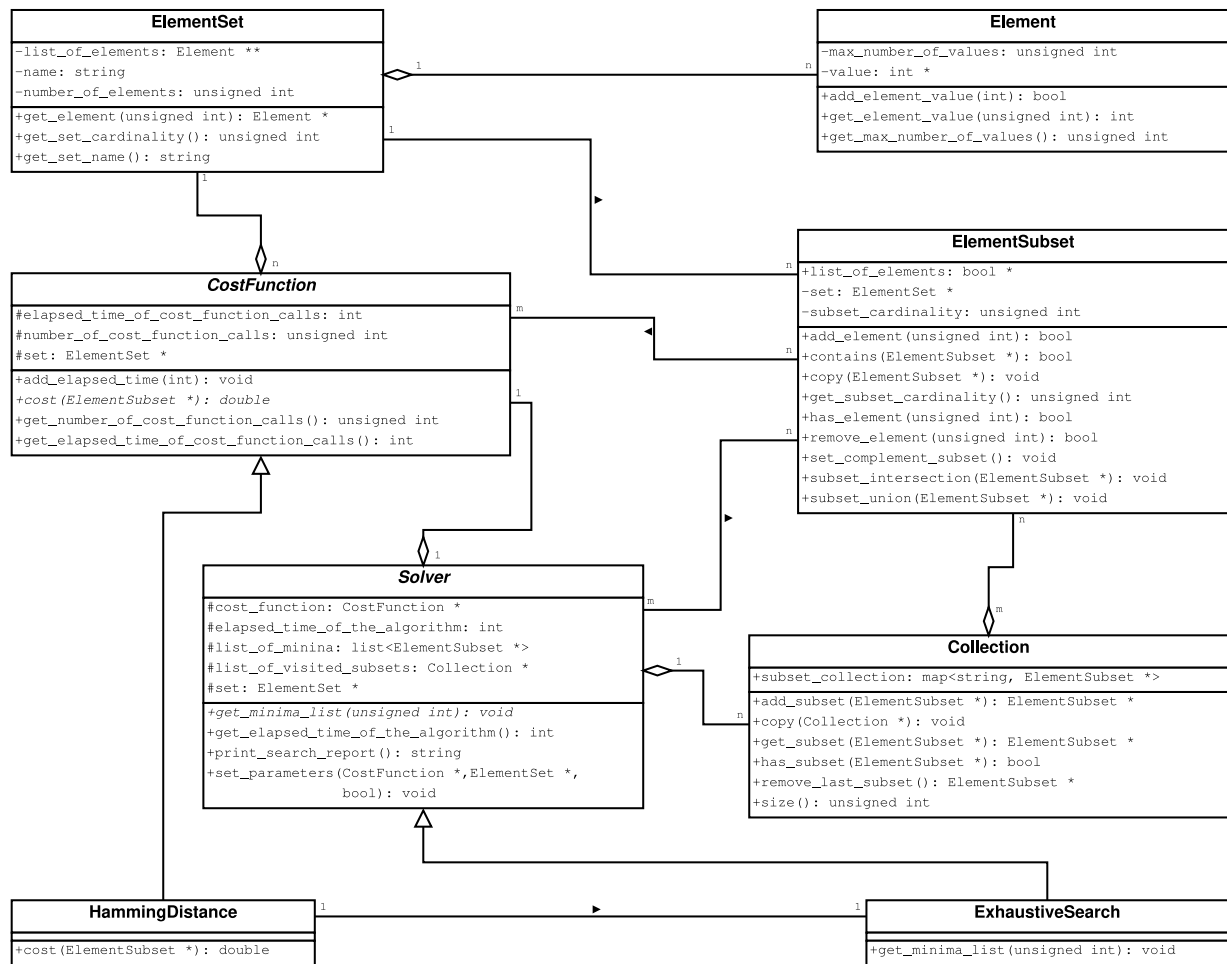 ElementSet
-list_of_elements: Element **
-name: string
-number_of_elements: unsigned int
+get_element(unsigned int): Element *
+get_set_cardinality(): unsigned int
+get_set_name(): string
1
n
Element
-max_number_of_values: unsigned int
-value: int *
+add_element_value(int): bool
+get_element_value(unsigned int): int
+get_max_number_of_values(): unsigned int
1
n
1
n
ElementSubset
+list_of_elements: bool *
-set: ElementSet *
-subset_cardinality: unsigned int
+add_element(unsigned int): bool
+contains(ElementSubset *): bool
+copy(ElementSubset *): void
+get_subset_cardinality(): unsigned int
+has_element(unsigned int): bool
+remove_element(unsigned int): bool
+set_complement_subset(): void
+subset_intersection(ElementSubset *): void
+subset_union(ElementSubset *): void
CostFunction
#elapsed_time_of_cost_function_calls: int
#number_of_cost_function_calls: unsigned int
#set: ElementSet *
+add_elapsed_time(int): void
+cost(ElementSubset *): double
+get_number_of_cost_function_calls(): unsigned int
+get_elapsed_time_of_cost_function_calls(): int
m
n
1
1
n
m
n
m
Solver
#cost_function: CostFunction *
#elapsed_time_of_the_algorithm: int
#list_of_minina: list<ElementSubset *>
#list_of_visited_subsets: Collection *
#set: ElementSet *
+get_minima_list(unsigned int): void
+get_elapsed_time_of_the_algorithm(): int
+print_search_report(): string
+set_parameters(CostFunction *,ElementSet *,
bool): void
1
n
Collection
+subset_collection: map<string, ElementSubset *>
+add_subset(ElementSubset *): ElementSubset *
+copy(Collection *): void
+get_subset(ElementSubset *): ElementSubset *
+has_subset(ElementSubset *): bool
+remove_last_subset(): ElementSubset *
+size(): unsigned int
HammingDistance
+cost(ElementSubset *): double
1
1
ExhaustiveSearch
+get_minima_list(unsigned int): void